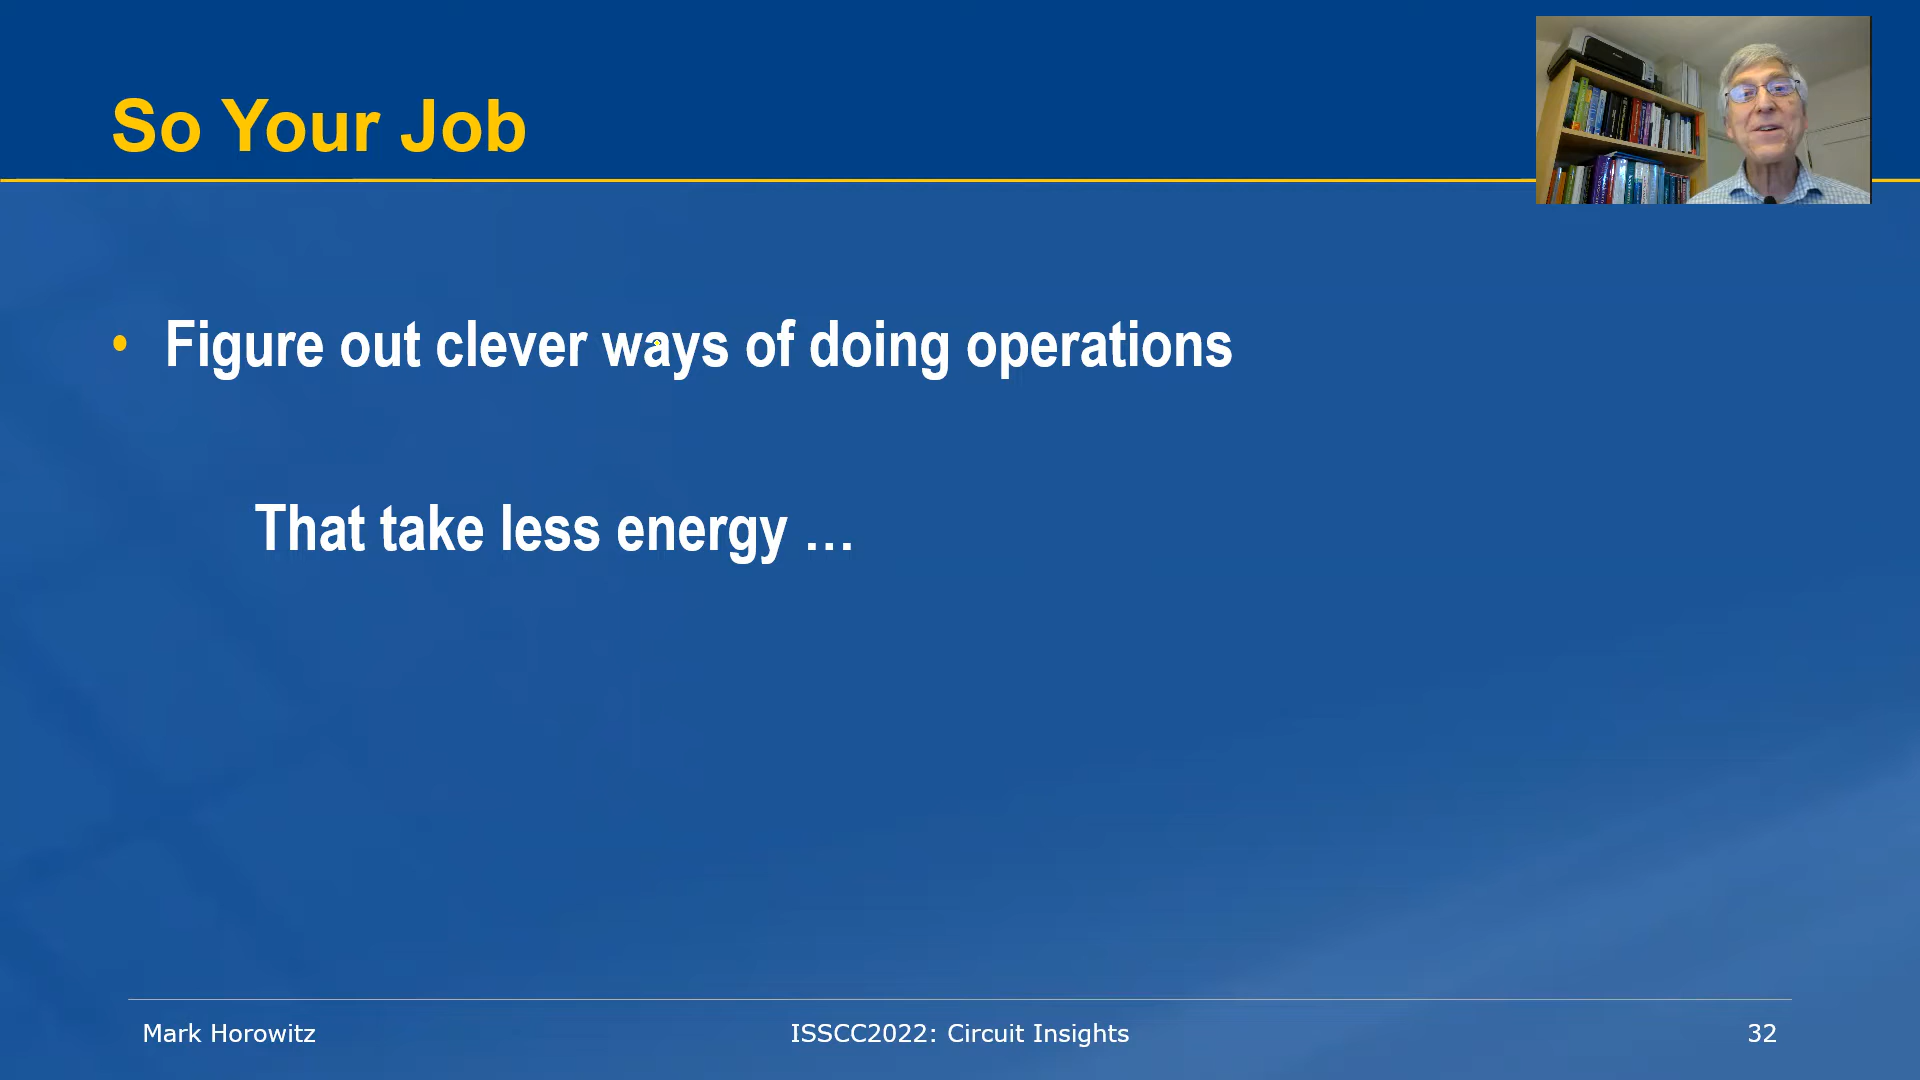 So Your Job
• Figure out clever ways of doing operations
That take less energy …
Mark Horowitz
ISSCC2022: Circuit Insights
32